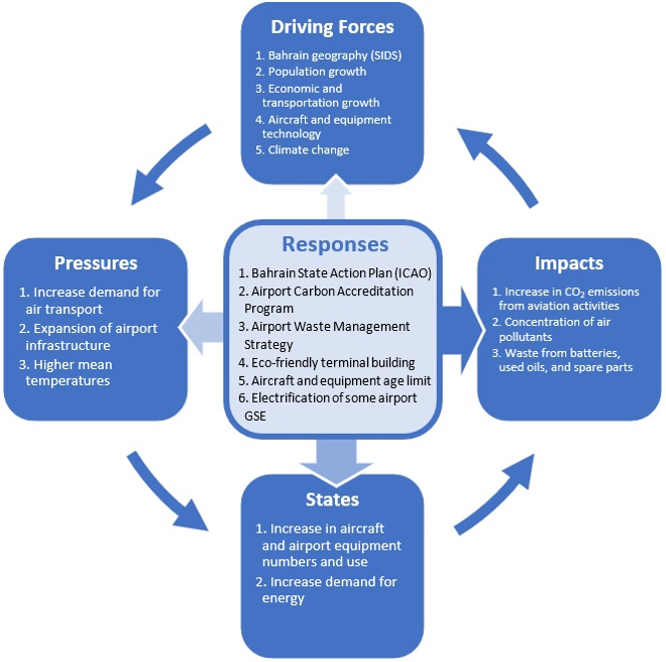 Driving Forces
1. Bahrain geography (SIDS)
2. Population growth
3. Economic and
transportation growth
4. Aircraft and equipment
technology
5. Climate change
Pressures
1. Increase demand for
air transport
2. Expansion of airport
infrastructure
3. Higher mean
temperatures
Responses
1. Bahrain State Action Plan (ICAO)
2. Airport Carbon Accreditation
Program
3. Airport Waste Management
Strategy
4. Eco-friendly terminal building
5. Aircraft and equipment age limit
6. Electrification of some airport
GSE
Impacts
1. Increase in CO₂ emissions
from aviation activities
2. Concentration of air
pollutants
3. Waste from batteries,
used oils, and spare parts
States
1. Increase in aircraft
and airport equipment
numbers and use
2. Increase demand for
energy